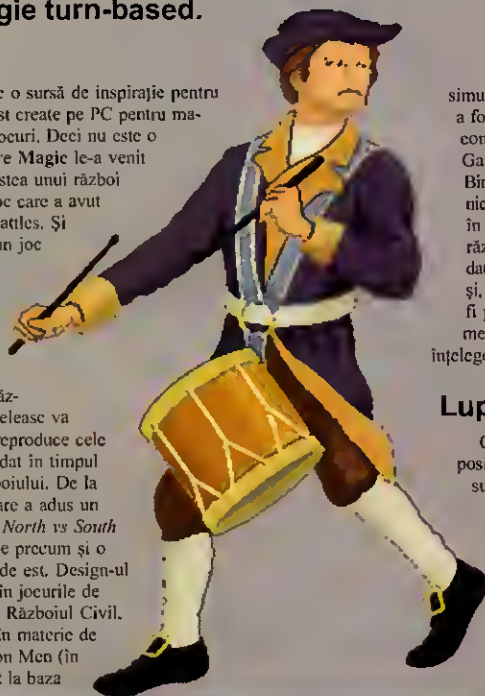 gie turn-based.
o sursă de inspirație pentru
st create pe PC pentru ma-
ocuri. Deci nu este o
re Magic le-a venit
stea unui război
oc care a avut
attles. Și
un joc
ăz-
elease va
reproduce cele
dat în timpul
boiului. De la
are a adus un
North vs South
e precum și o
de est. Design-ul
în jocurile de
Războiul Civil.
în materie de
on Men (în
t la baza
simu
a fo
com
Ga
Bi
nic
în
răz
dat
și,
fi p
me
înțeleg
Lup
posi
su